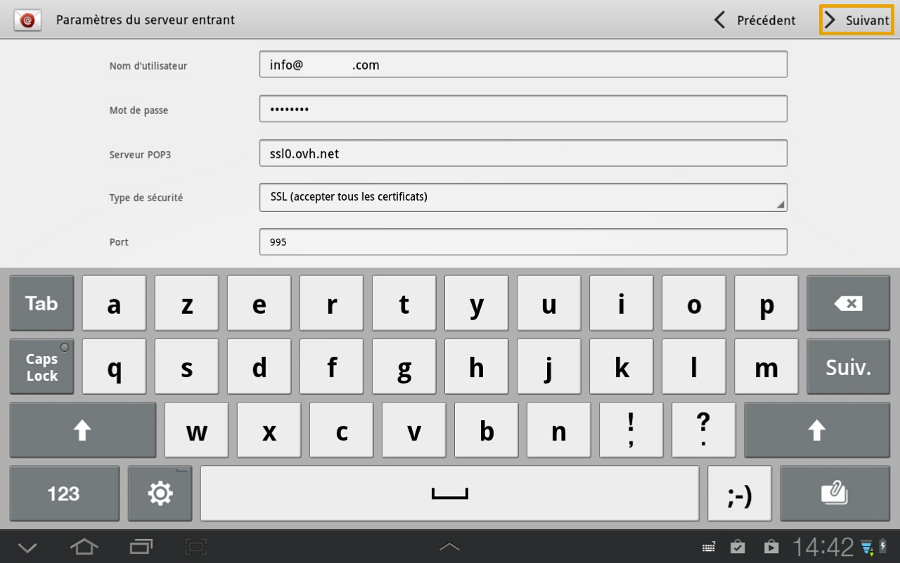 Paramètres du serveur entrant Précédent Suivant
Nom d'utilisateur info@ .com
Mot de passe ••••••••
Serveur POP3 ssl0.ovh.net
Type de sécurité SSL (accepter tous les certificats)
Port 995
Tab a z e r t y u i o p
Caps Lock q s d f g h j k l m Suiv.
w x c v b n ! , ? .
123 ;-)
14:42